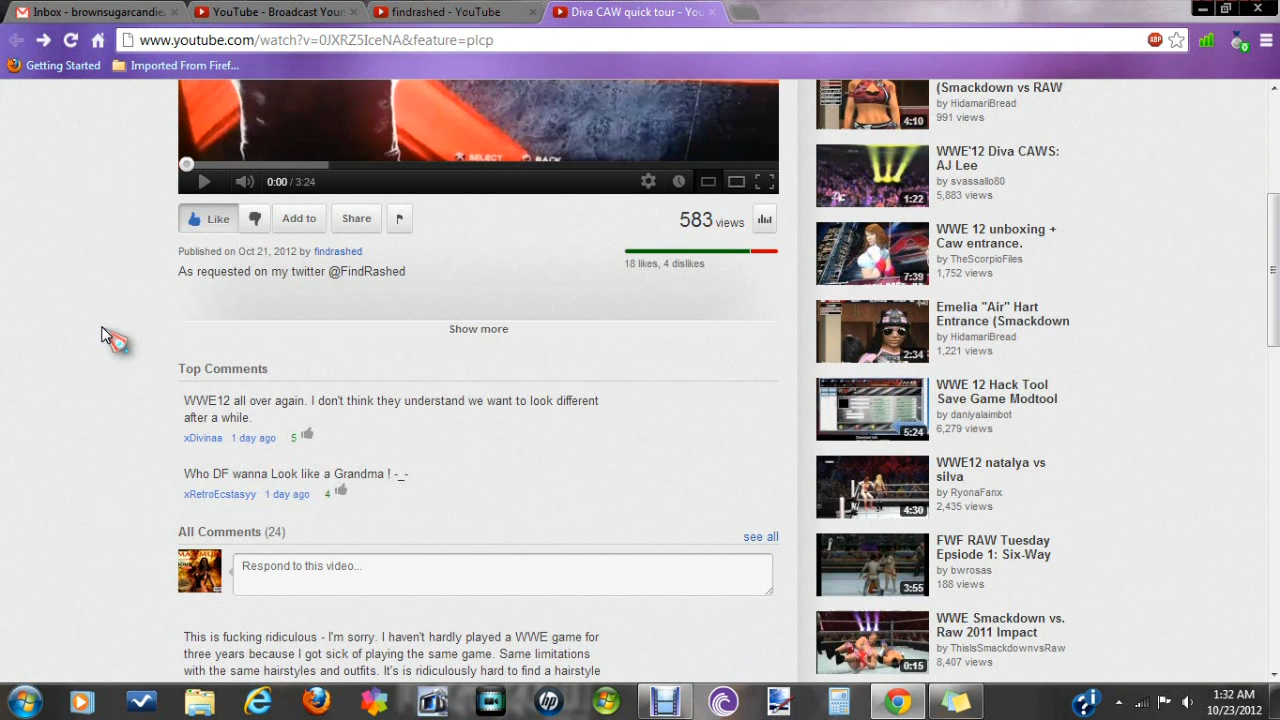 Inbox - brownsugarcandie.
YouTube - Broadcast Your
findrashed - YouTube
Diva CAW quick tour - You
www.youtube.com/watch?v=0JXRZ5IceNA&feature=plcp
ABP
Getting Started
Imported From Firef...
SELECT BACK
0:00 / 3:24
Like
Add to
Share
583 views
Published on Oct 21, 2012 by findrashed
18 likes, 4 dislikes
As requested on my twitter @FindRashed
Show more
Top Comments
WWE12 all over again. I don't think they understand we want to look different
after a while.
xDivinaa 1 day ago 5
Who DF wanna Look like a Grandma ! -_-
xRetroEcstasyy 1 day ago 4
All Comments (24)
see all
Respond to this video...
This is fucking ridiculous - I'm sorry. I haven't hardly played a WWE game for
three years because I got sick of playing the same game. Same limitations
with the same hairstyles and outfits. It's is ridiculously hard to find a hairstyle
4:10
(Smackdown vs RAW
by HidamariBread
991 views
1:22
WWE'12 Diva CAWS:
AJ Lee
by svassallo80
5,883 views
7:39
WWE 12 unboxing +
Caw entrance.
by TheScorpioFiles
1,752 views
2:34
Emelia "Air" Hart
Entrance (Smackdown
by HidamariBread
1,221 views
5:24
WWE 12 Hack Tool
Save Game Modtool
by daniyalaimbot
6,279 views
4:30
WWE12 natalya vs
silva
by RyonaFanx
2,435 views
3:55
FWF RAW Tuesday
Epsiode 1: Six-Way
by bwrosas
188 views
0:15
WWE Smackdown vs.
Raw 2011 Impact
by ThisIsSmackdownvsRaw
8,407 views
1:32 AM
10/23/2012